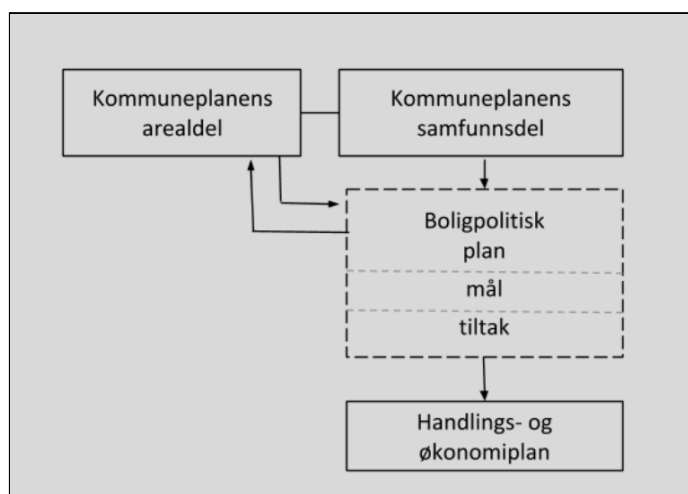 Kommuneplanens
arealdel
Kommuneplanens
samfunnsdel
Boligpolitisk
plan
mål
tiltak
Handlings- og
økonomiplan